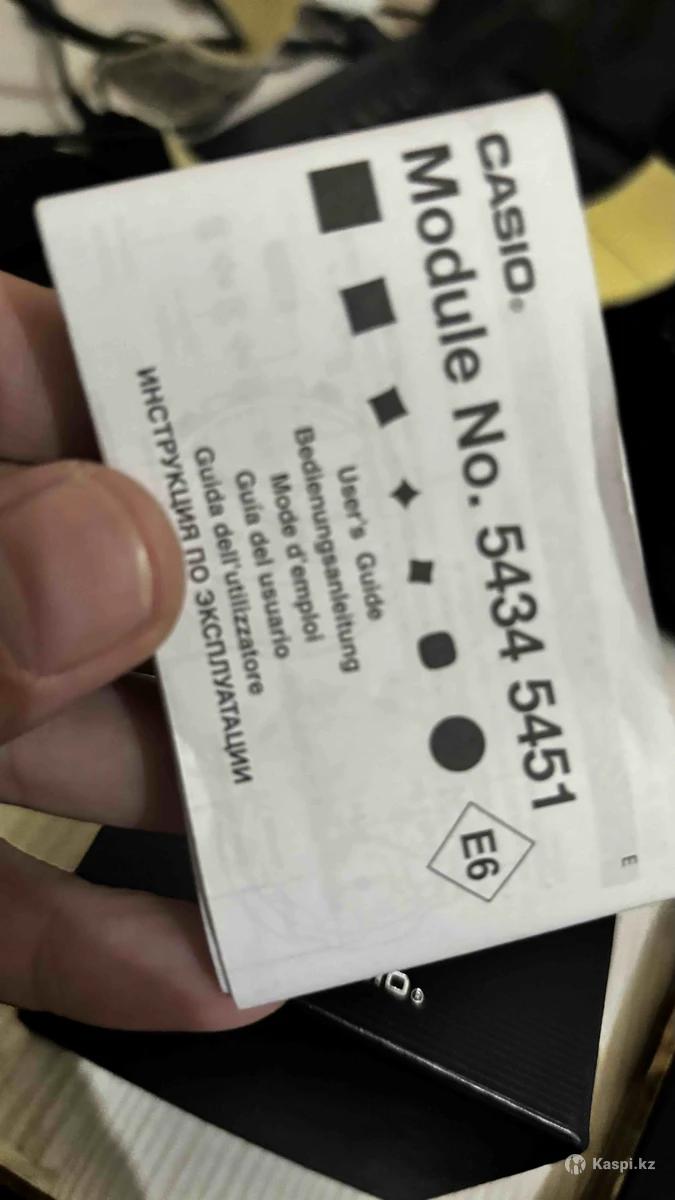 CASIO®
Module No. 5434 5451
E6
User's Guide
Bedienungsanleitung
Mode d'emploi
Guía del usuario
Guida dell'utilizzatore
ИНСТРУКЦИЯ ПО ЭКСПЛУАТАЦИИ
E
Kaspi.kz